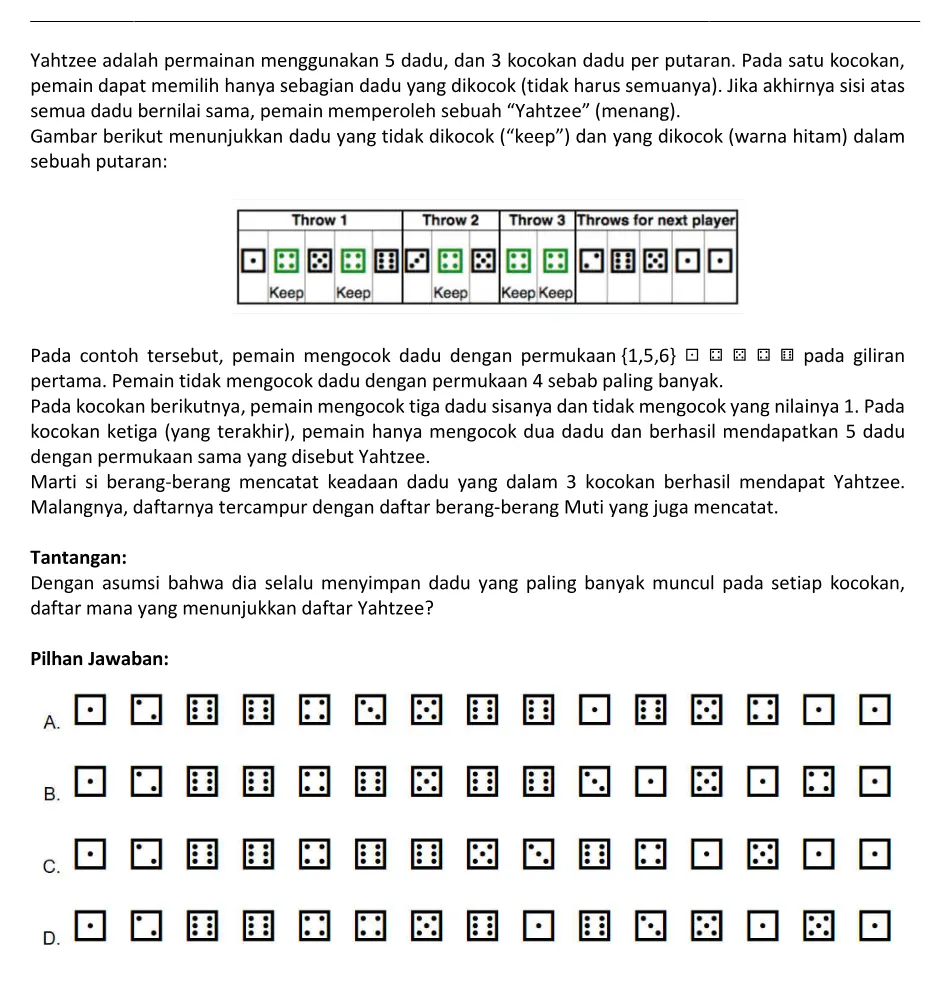 Yahtzee adalah permainan menggunakan 5 dadu, dan 3 kocokan dadu per putaran. Pada satu kocokan,
pemain dapat memilih hanya sebagian dadu yang dikocok (tidak harus semuanya). Jika akhirnya sisi atas
semua dadu bernilai sama, pemain memperoleh sebuah “Yahtzee” (menang).
Gambar berikut menunjukkan dadu yang tidak dikocok (“keep”) dan yang dikocok (warna hitam) dalam
sebuah putaran:
Throw 1 Throw 2 Throw 3 Throws for next player
Keep Keep Keep Keep Keep
Pada contoh tersebut, pemain mengocok dadu dengan permukaan {1,5,6} ⚀ ⚃ ⚄ ⚃ ⚅ pada giliran
pertama. Pemain tidak mengocok dadu dengan permukaan 4 sebab paling banyak.
Pada kocokan berikutnya, pemain mengocok tiga dadu sisanya dan tidak mengocok yang nilainya 1. Pada
kocokan ketiga (yang terakhir), pemain hanya mengocok dua dadu dan berhasil mendapatkan 5 dadu
dengan permukaan sama yang disebut Yahtzee.
Marti si berang-berang mencatat keadaan dadu yang dalam 3 kocokan berhasil mendapat Yahtzee.
Malangnya, daftarnya tercampur dengan daftar berang-berang Muti yang juga mencatat.
Tantangan:
Dengan asumsi bahwa dia selalu menyimpan dadu yang paling banyak muncul pada setiap kocokan,
daftar mana yang menunjukkan daftar Yahtzee?
Pilhan Jawaban:
A.
B.
C.
D.